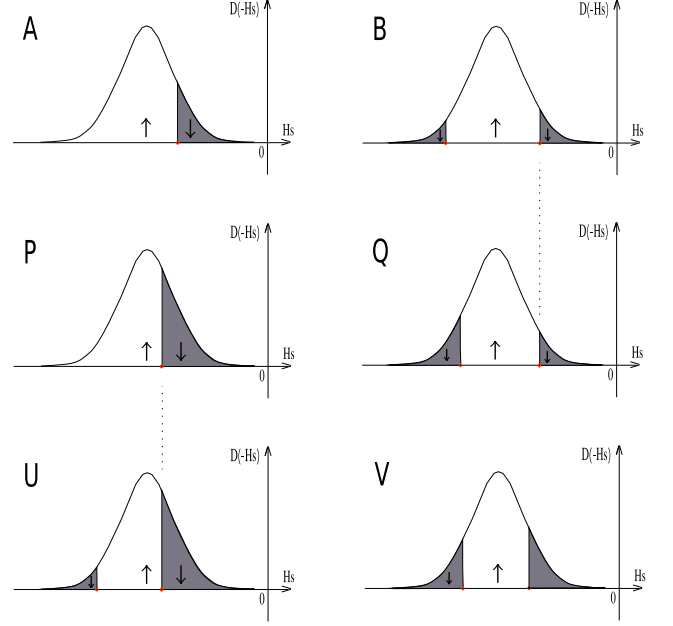 A
D(-Hs)
↑
↓
Hs
0
B
D(-Hs)
↓
↑
↓
Hs
0
P
D(-Hs)
↑
↓
Hs
0
Q
D(-Hs)
↓
↑
↓
Hs
0
U
D(-Hs)
↓
↑
↓
Hs
0
V
D(-Hs)
↓
↑
Hs
0